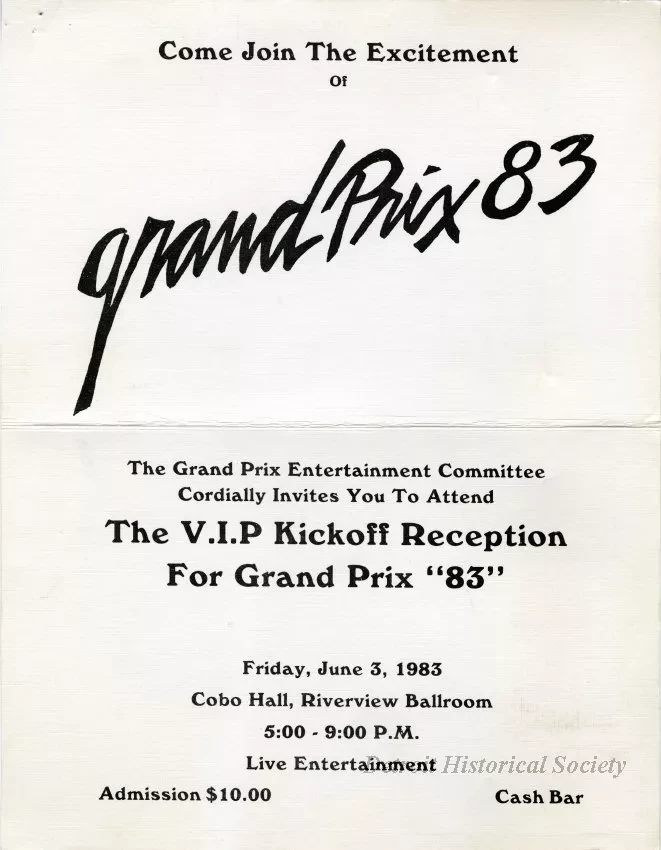 Come Join The Excitement
Of
grand Prix 83
The Grand Prix Entertainment Committee
Cordially Invites You To Attend
The V.I.P Kickoff Reception
For Grand Prix “83”
Friday, June 3, 1983
Cobo Hall, Riverview Ballroom
5:00 - 9:00 P.M.
Live Entertainment
Detroit Historical Society
Admission $10.00 Cash Bar